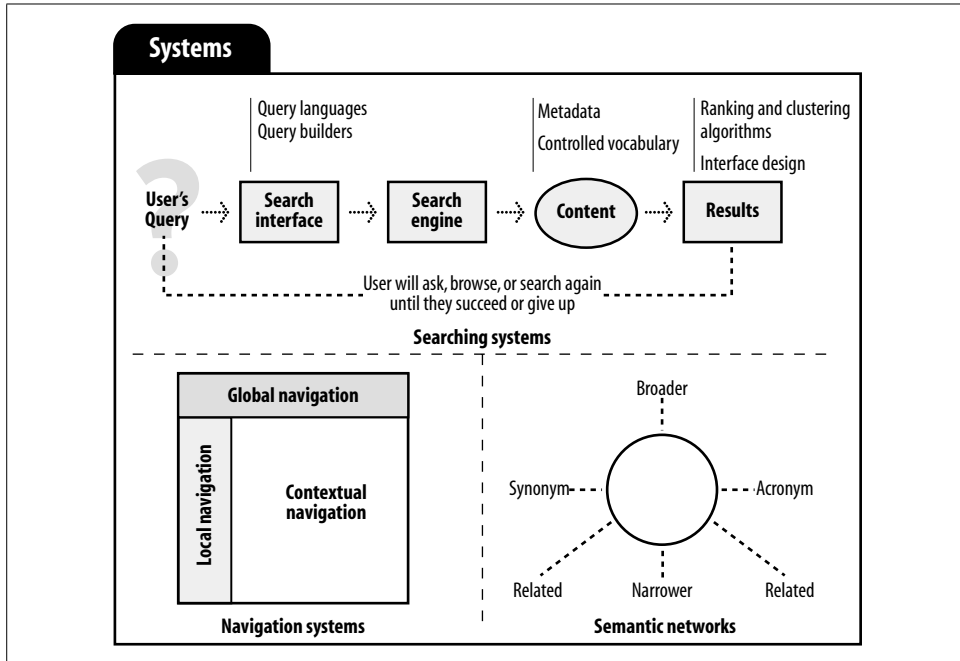 Systems
Query languages
Query builders
Metadata
Controlled vocabulary
Ranking and clustering
algorithms
Interface design
?
User's
Query
Search
interface
Search
engine
Content
Results
User will ask, browse, or search again
until they succeed or give up
Searching systems
Global navigation
Local navigation
Contextual
navigation
Navigation systems
Broader
Synonym
Acronym
Related
Narrower
Related
Semantic networks